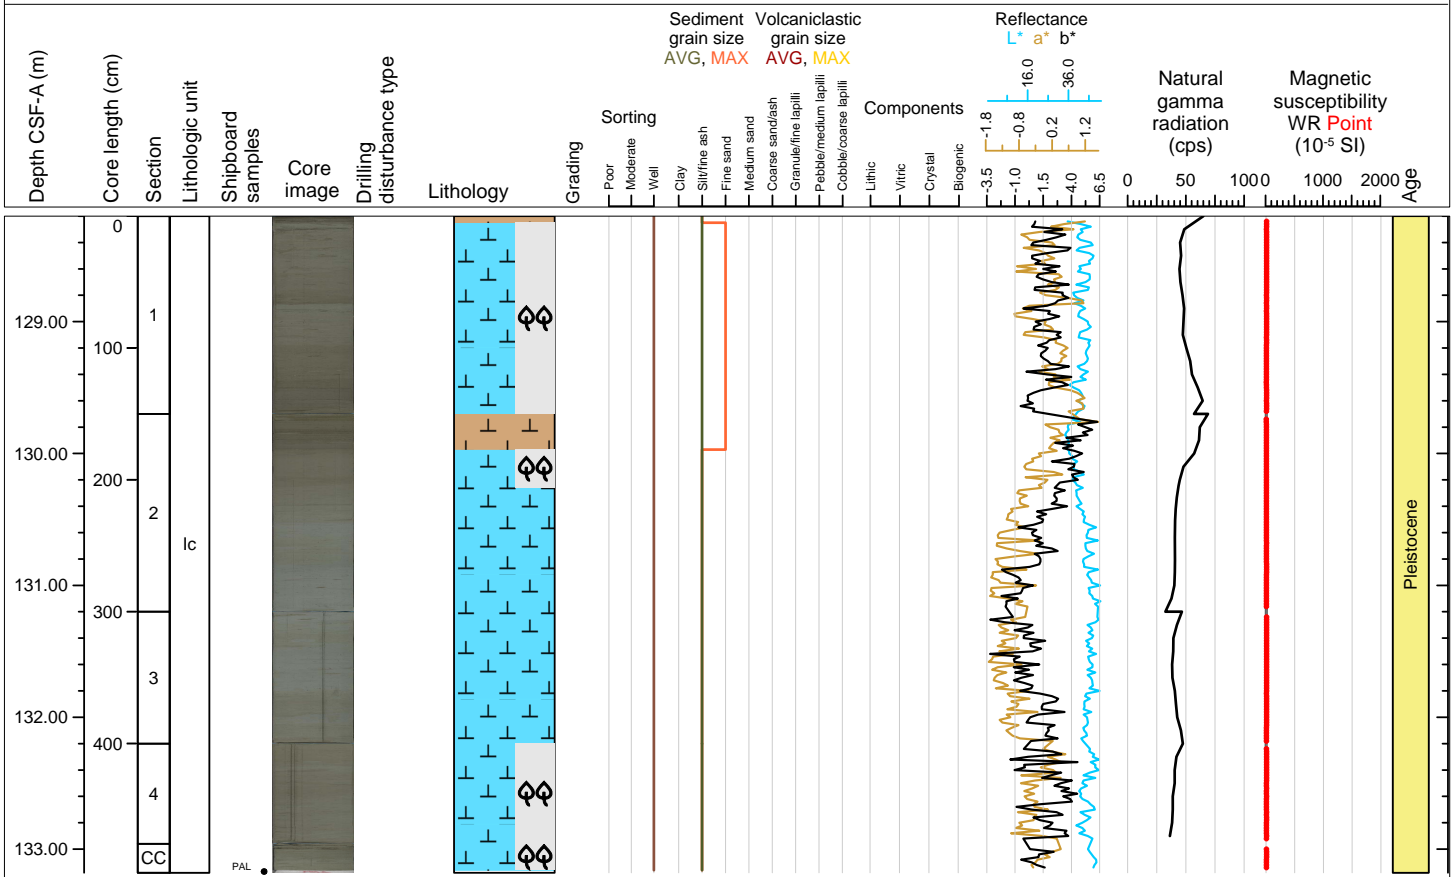 Depth CSF-A (m)
Core length (cm)
Section
Lithologic unit
Shipboard
samples
Core
image
Drilling
disturbance type
Lithology
Grading
Sorting
Poor
Moderate
Well
Sediment
grain size
AVG, MAX
Volcaniclastic
grain size
AVG, MAX
Clay
Silt/fine ash
Fine sand
Medium sand
Coarse sand/ash
Granule/fine lapilli
Pebble/medium lapilli
Cobble/coarse lapilli
Components
Lithic
Vitric
Crystal
Biogenic
Reflectance
L* a* b*
16.0 36.0
-1.8 -0.8 0.2 1.2
-3.5 -1.0 1.5 4.0 6.5
Natural
gamma
radiation
(cps)
0 50 100
Magnetic
susceptibility
WR Point
(10-5 SI)
0 1000 2000
Age
0
129.00
1
100
130.00
200
2
Ic
131.00
300
3
132.00
400
4
133.00
CC
PAL
Pleistocene